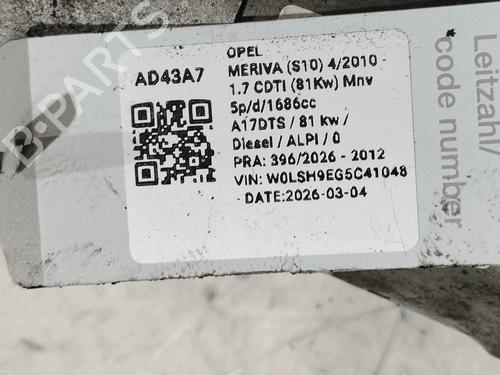 B-PARTS
AD43A7
OPEL
MERIVA (S10) 4/2010 -
1.7 CDTI (81Kw) Mnv
5p/d/1686cc
A17DTS / 81 kw /
Diesel / ALPI / 0
PRA: 396/2026 - 2012
VIN: W0LSH9EG5C41048
- DATE:2026-03-04
Leitzahl/
code number